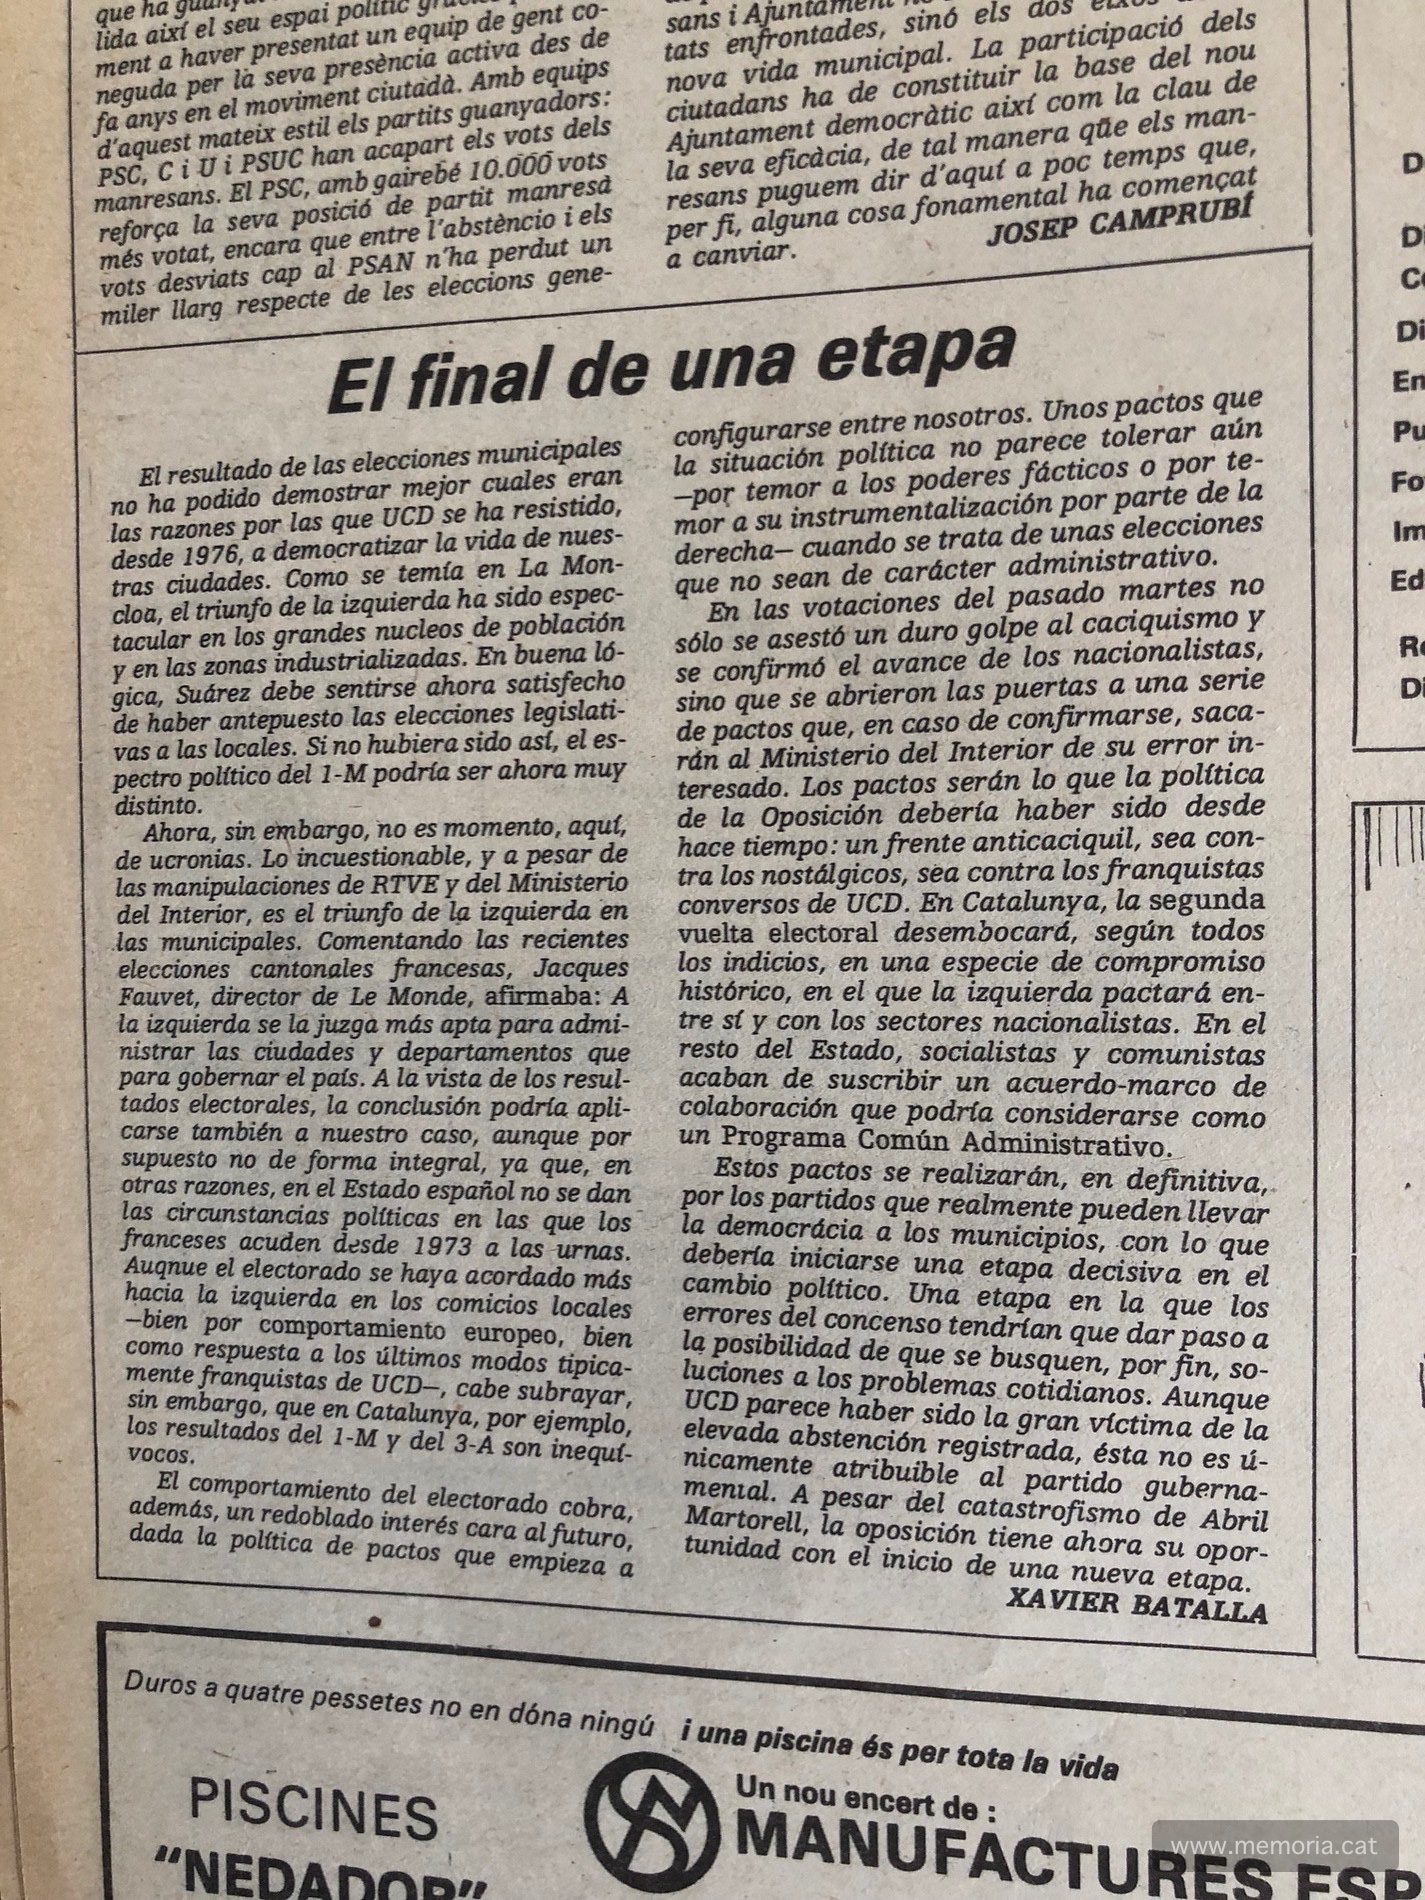 que ha
lida així el seu espai polític
ment a haver presentat un equip de gent co-
neguda per la seva presència activa des de
fa anys en el moviment ciutadà. Amb equips
d'aquest mateix estil els partits guanyadors:
PSC, C i U i PSUC han acapart els vots dels
manresans. El PSC, amb gairebé 10.000 vots
reforça la seva posició de partit manresà
més votat, encara que entre l'abstèncio i els
vots desviats cap al PSAN n'ha perdut un
miler llarg respecte de les eleccions gene-
sans i Ajuntament
tats enfrontades, sinó els dos
nova vida municipal. La participació dels
ciutadans ha de constituir la base del nou
Ajuntament democràtic així com la clau de
la seva eficàcia, de tal manera qüe els man-
resans puguem dir d'aquí a poc temps que,
per fi, alguna cosa fonamental ha començat
a canviar.
JOSEP CAMPRUBÍ
El final de una etapa
El resultado de las elecciones municipales
no ha podido demostrar mejor cuales eran
las razones por las que UCD se ha resistido,
desde 1976, a democratizar la vida de nues-
tras ciudades. Como se temía en La Mon-
cloa, el triunfo de la izquierda ha sido espec-
tacular en los grandes nucleos de población
y en las zonas industrializadas. En buena ló-
gica, Suárez debe sentirse ahora satisfecho
de haber antepuesto las elecciones legislati-
vas a las locales. Si no hubiera sido así, el es-
pectro político del 1-M podría ser ahora muy
distinto.
Ahora, sin embargo, no es momento, aquí,
de ucronias. Lo incuestionable, y a pesar de
las manipulaciones de RTVE y del Ministerio
del Interior, es el triunfo de la izquierda en
las municipales. Comentando las recientes
elecciones cantonales francesas, Jacques
Fauvet, director de Le Monde, afirmaba: A
la izquierda se la juzga más apta para admi-
nistrar las ciudades y departamentos que
para gobernar el país. A la vista de los resul-
tados electorales, la conclusión podría apli-
carse también a nuestro caso, aunque por
supuesto no de forma integral, ya que, en
otras razones, en el Estado español no se dan
las circunstancias políticas en las que los
franceses acuden desde 1973 a las urnas.
Auqnue el electorado se haya acordado más
hacia la izquierda en los comicios locales
—bien por comportamiento europeo, bien
como respuesta a los últimos modos tipica-
mente franquistas de UCD—, cabe subrayar,
sin embargo, que en Catalunya, por ejemplo,
los resultados del 1-M y del 3-A son inequí-
vocos.
El comportamiento del electorado cobra,
además, un redoblado interés cara al futuro,
dada la política de pactos que empieza a
configurarse entre nosotros. Unos pactos que
la situación política no parece tolerar aún
—por temor a los poderes fácticos o por te-
mor a su instrumentalización por parte de la
derecha— cuando se trata de unas elecciones
que no sean de carácter administrativo.
En las votaciones del pasado martes no
sólo se asestó un duro golpe al caciquismo y
se confirmó el avance de los nacionalistas,
sino que se abrieron las puertas a una serie
de pactos que, en caso de confirmarse, saca-
rán al Ministerio del Interior de su error in-
teresado. Los pactos serán lo que la política
de la Oposición debería haber sido desde
hace tiempo: un frente anticaciquil, sea con-
tra los nostálgicos, sea contra los franquistas
conversos de UCD. En Catalunya, la segunda
vuelta electoral desembocará, según todos
los indicios, en una especie de compromiso
histórico, en el que la izquierda pactará en-
tre sí y con los sectores nacionalistas. En el
resto del Estado, socialistas y comunistas
acaban de suscribir un acuerdo-marco de
colaboración que podría considerarse como
un Programa Común Administrativo.
Estos pactos se realizarán, en definitiva,
por los partidos que realmente pueden llevar
la democrácia a los municipios, con lo que
debería iniciarse una etapa decisiva en el
cambio político. Una etapa en la que los
errores del concenso tendrían que dar paso a
la posibilidad de que se busquen, por fin, so-
luciones a los problemas cotidianos. Aunque
UCD parece haber sido la gran víctima de la
elevada abstención registrada, ésta no es ú-
nicamente atribuible al partido guberna-
mental. A pesar del catastrofismo de Abril
Martorell, la oposición tiene ahora su opor-
tunidad con el inicio de una nueva etapa.
XAVIER BATALLA
D
Di
Co
Di
En
Pu
Fo
Im
Ed
Re
Di
Duros a quatre pessetes no en dóna ningú i una piscina és per tota la vida
PISCINES
"NEDADOR"
Un nou encert de :
MANUFACTURES ESP
www.memoria.cat